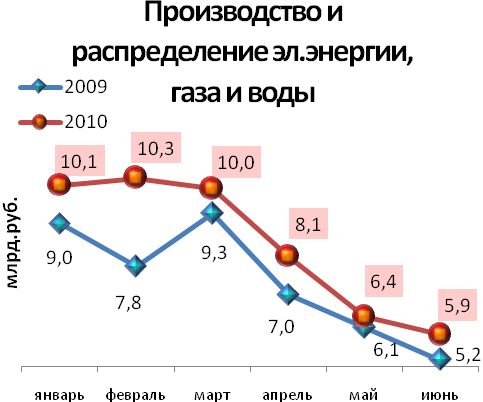 Производство и
распределение эл.энергии,
газа и воды
2009
2010
млрд.руб.
10,1
10,3
10,0
8,1
6,4
5,9
9,0
7,8
9,3
7,0
6,1
5,2
январь февраль март апрель май июнь